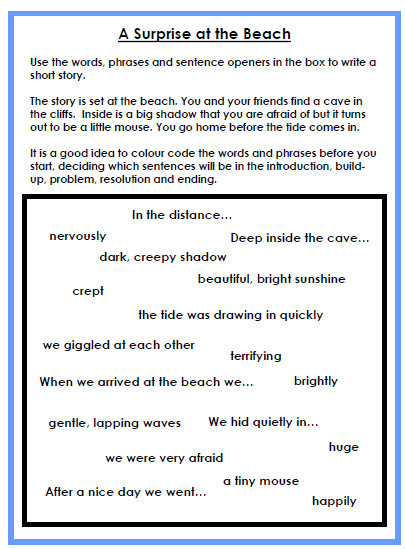 A Surprise at the Beach
Use the words, phrases and sentence openers in the box to write a
short story.
The story is set at the beach. You and your friends find a cave in
the cliffs.  Inside is a big shadow that you are afraid of but it turns
out to be a little mouse. You go home before the tide comes in.
It is a good idea to colour code the words and phrases before you
start, deciding which sentences will be in the introduction, build-
up, problem, resolution and ending.
In the distance…
nervously
Deep inside the cave…
dark, creepy shadow
beautiful, bright sunshine
crept
the tide was drawing in quickly
we giggled at each other
terrifying
When we arrived at the beach we…
brightly
gentle, lapping waves
We hid quietly in…
huge
we were very afraid
a tiny mouse
After a nice day we went…
happily